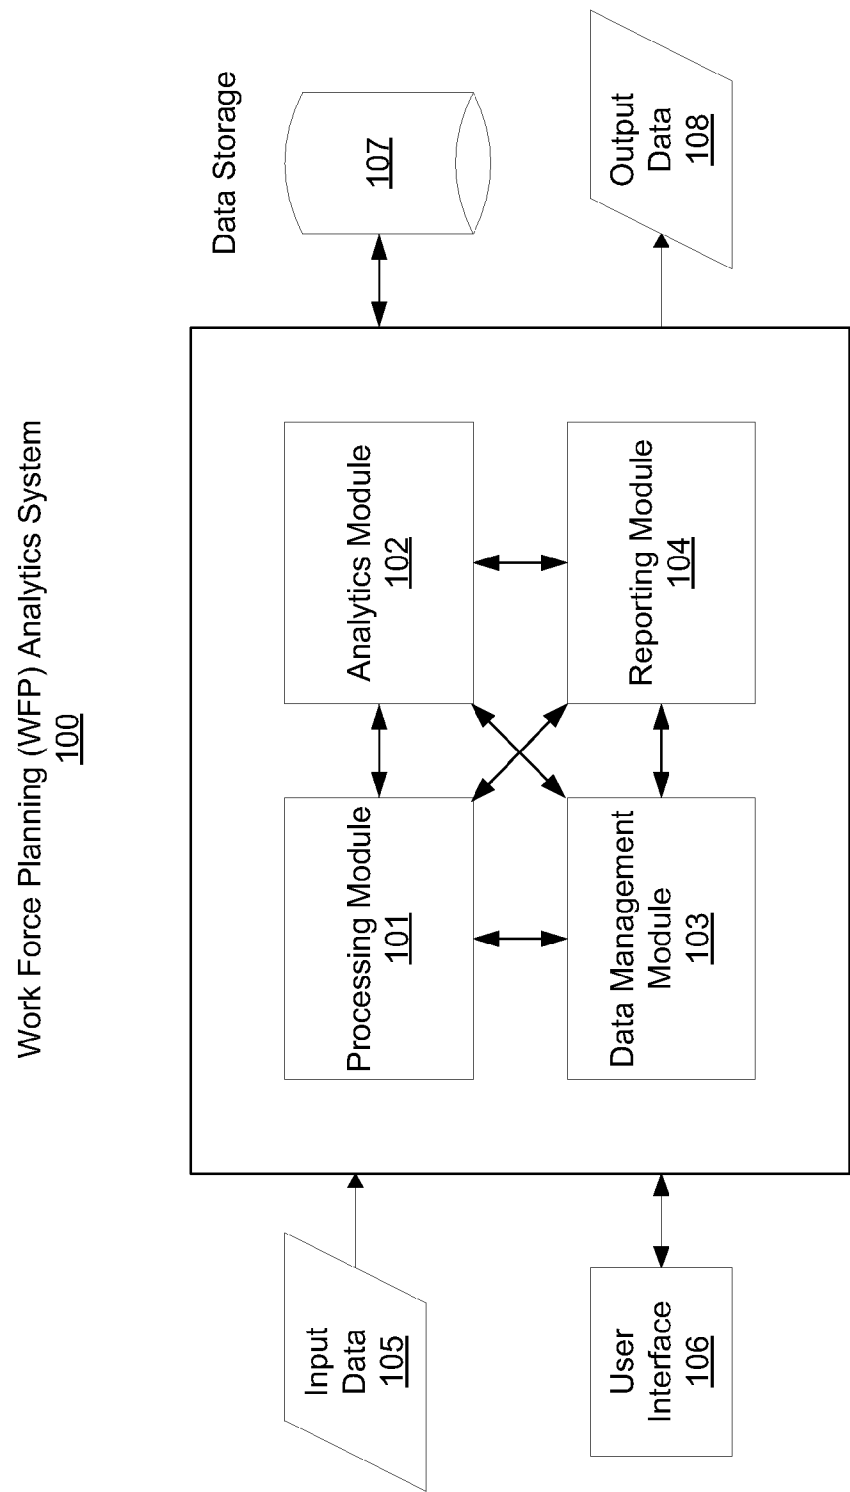 Work Force Planning (WFP) Analytics System
100
Input
Data
105
User
Interface
106
Processing Module
101
Analytics Module
102
Data Management
Module
103
Reporting Module
104
Data Storage
107
Output
Data
108